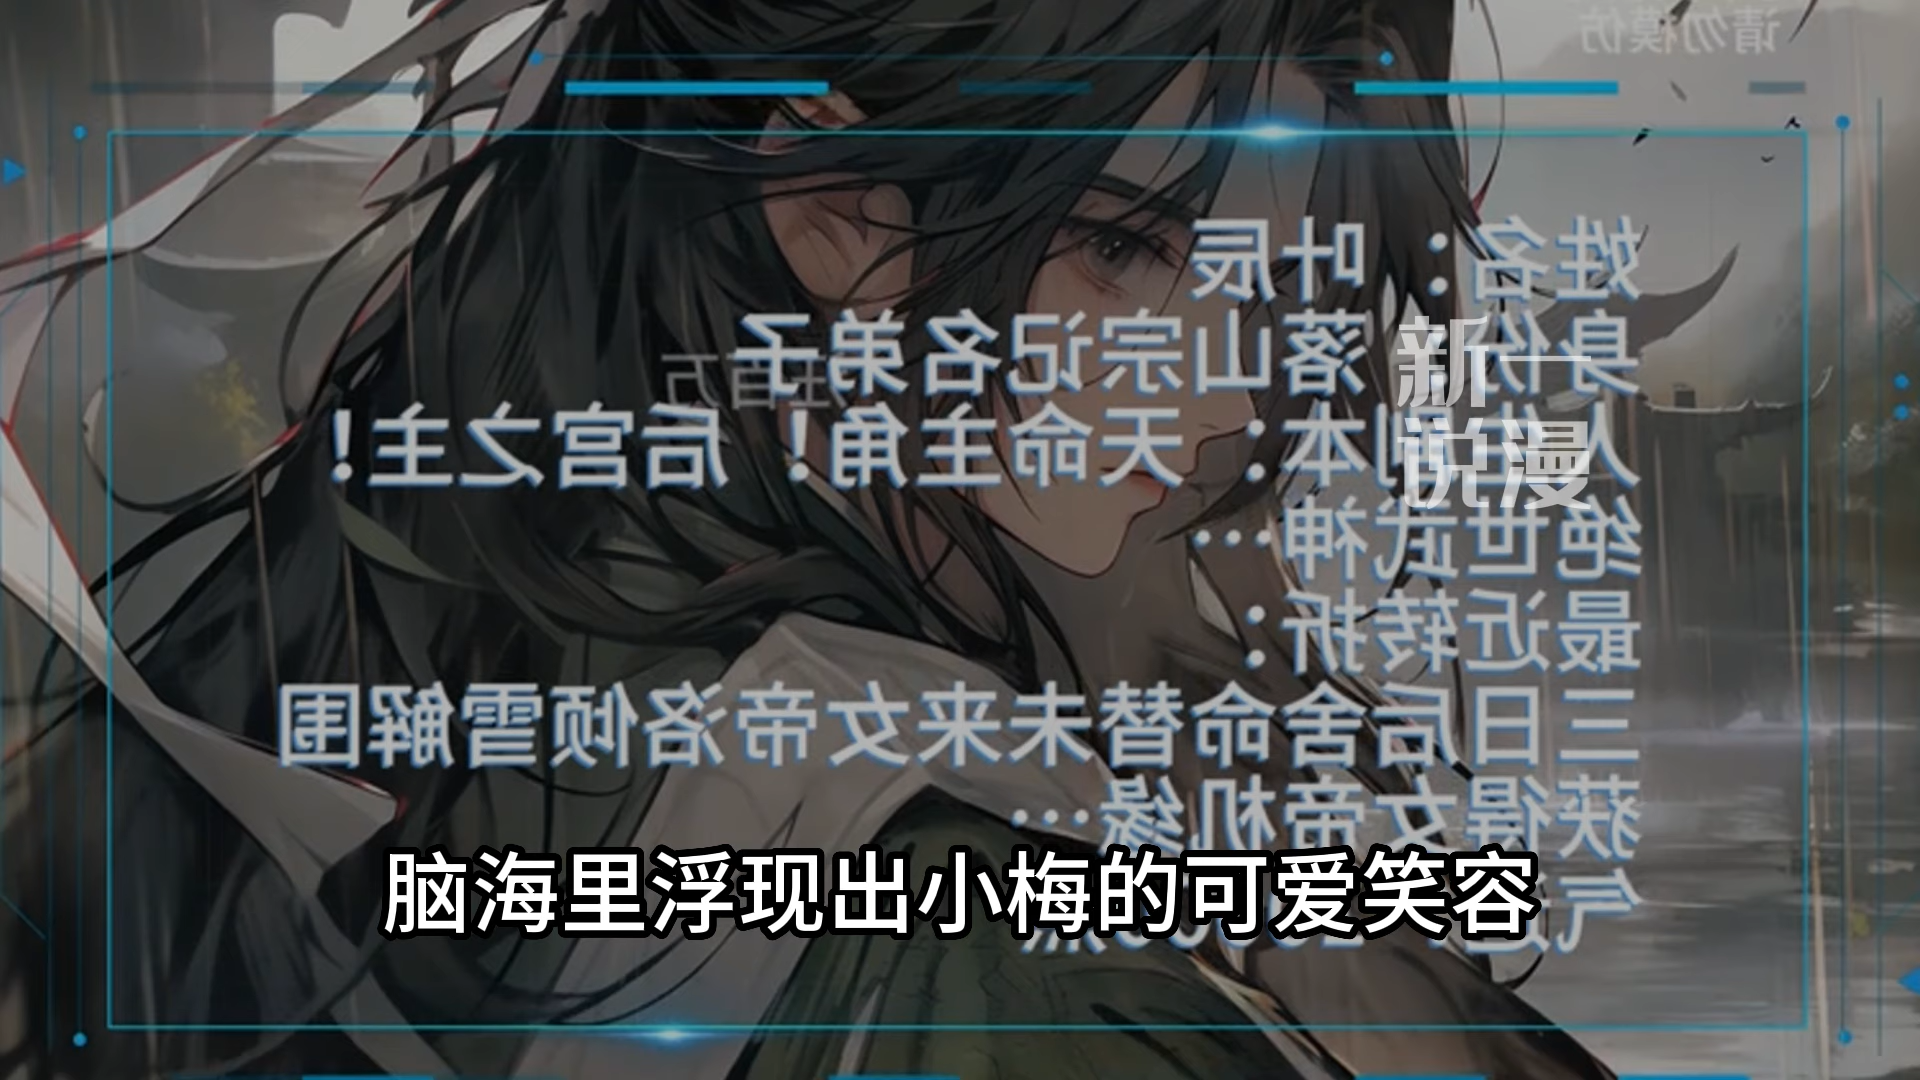 请勿模仿
姓名：叶辰
身份：落山宗记名弟子
新一
说漫
人生剧本：天命主角！后宫之主！
绝世武神…
最近转折：
三日后舍命替未来女帝洛倾雪解围
获得女帝机缘…
脑海里浮现出小梅的可爱笑容